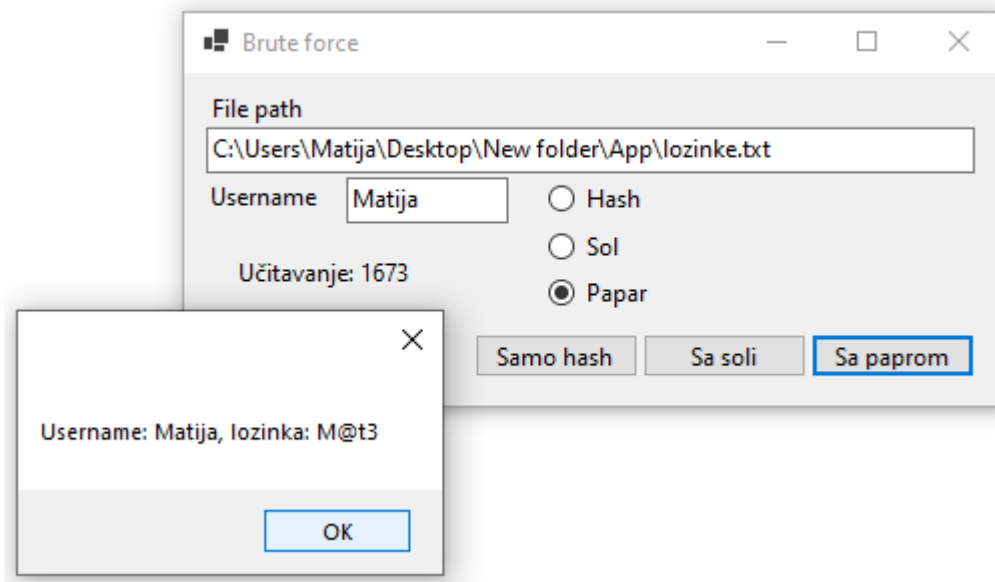 Brute force
File path
C:\Users\Matija\Desktop\New folder\App\lozinke.txt
Username Matija
Hash
Sol
Učitavanje: 1673
Papar
Samo hash Sa soli Sa paprom
Username: Matija, lozinka: M@t3
OK